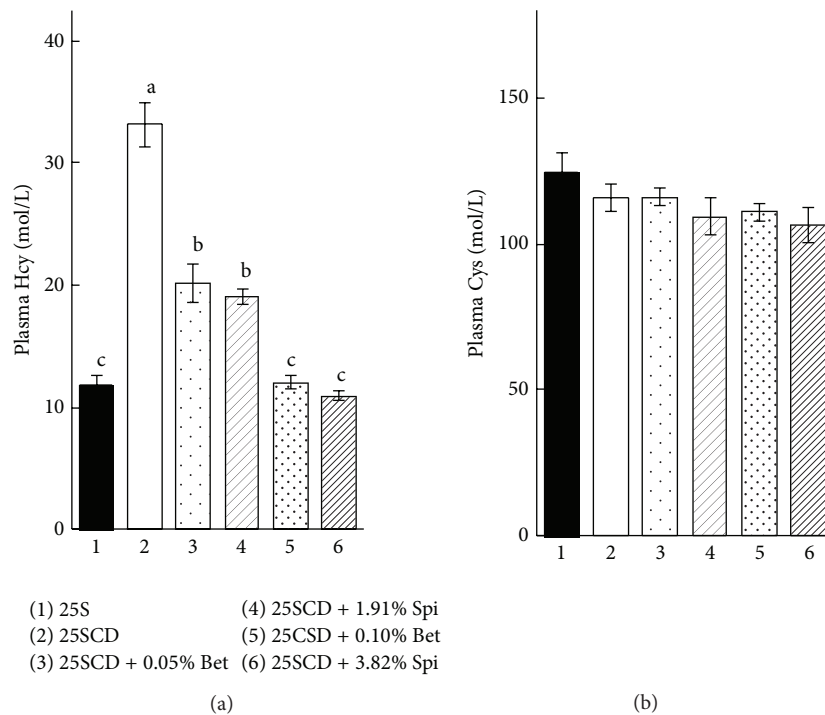 40
30
20
10
0
Plasma Hcy (mol/L)
a
b
b
c
c
c
1 2 3 4 5 6
150
100
50
0
Plasma Cys (mol/L)
1 2 3 4 5 6
(1) 25S
(2) 25SCD
(3) 25SCD + 0.05% Bet
(4) 25SCD + 1.91% Spi
(5) 25CSD + 0.10% Bet
(6) 25SCD + 3.82% Spi
(a)
(b)